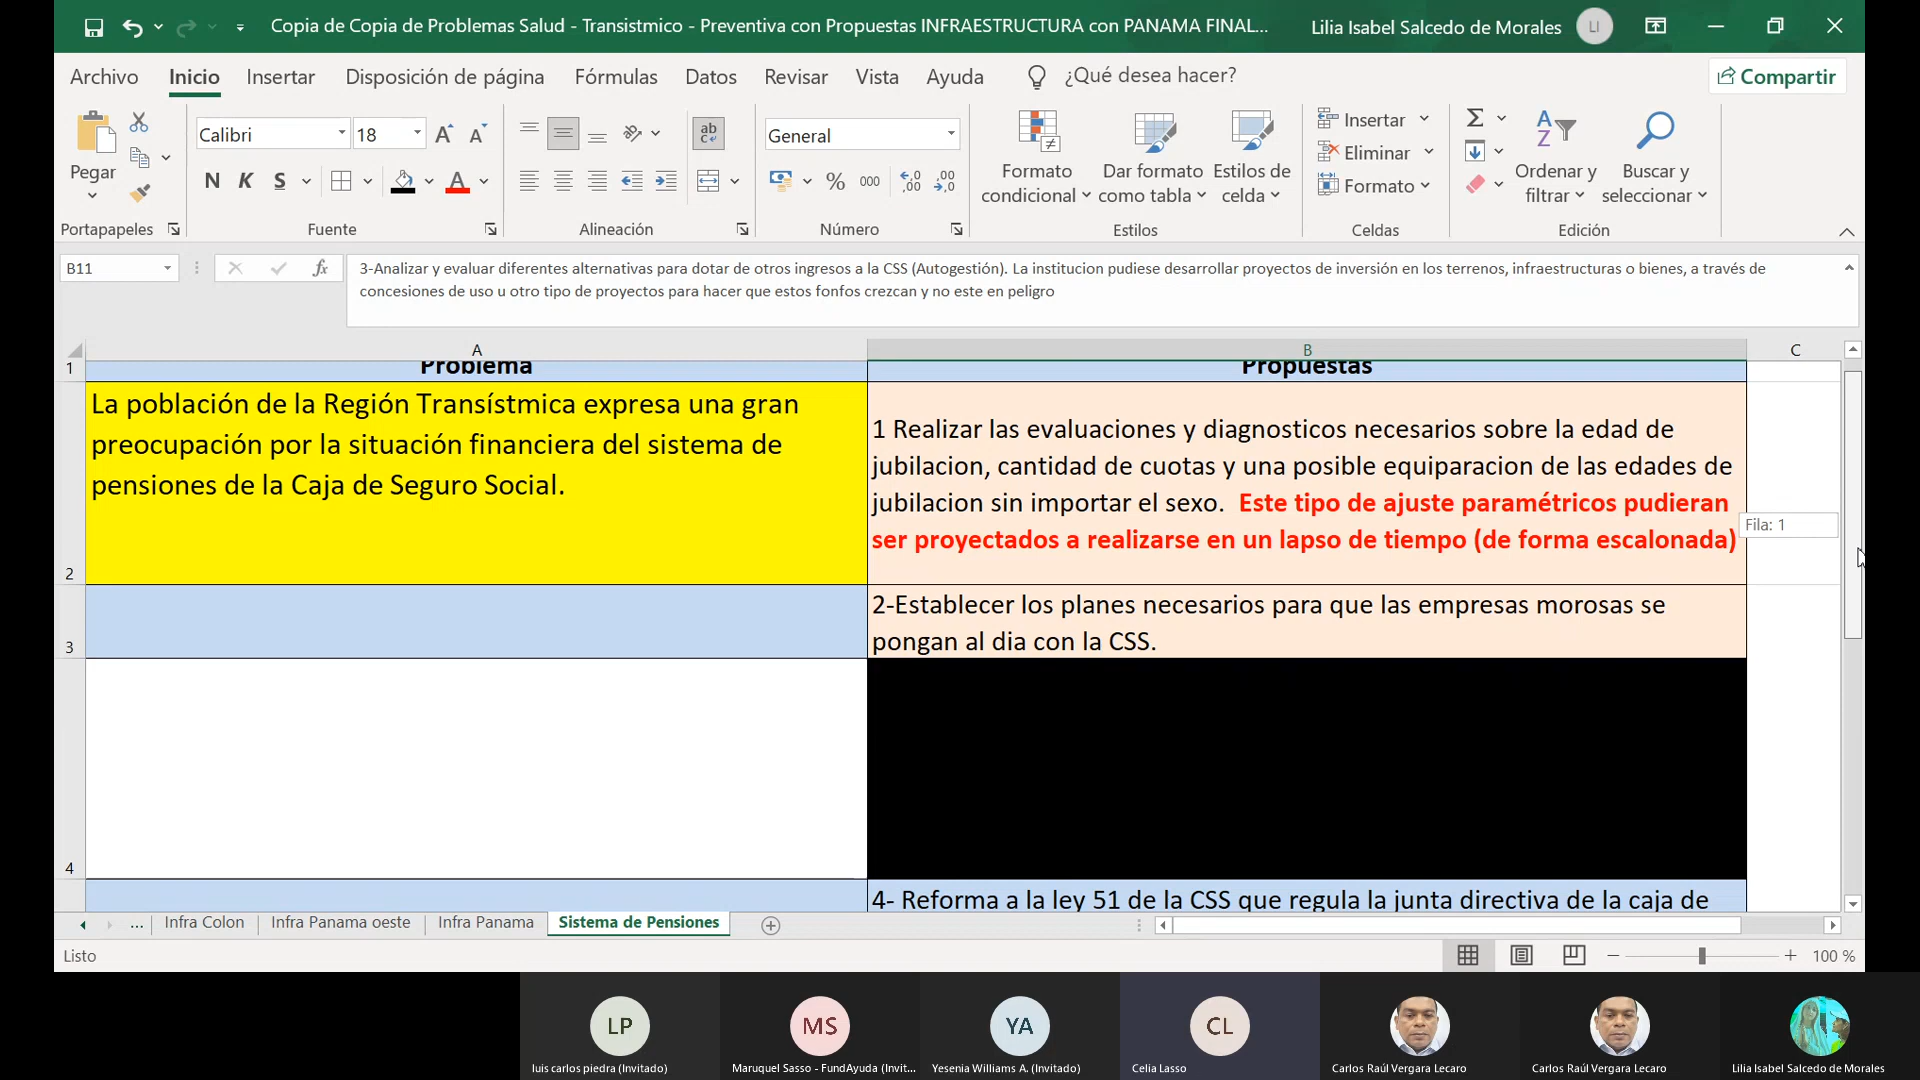 Copia de Copia de Problemas Salud - Transistmico - Preventiva con Propuestas INFRAESTRUCTURA con PANAMA FINAL...
Lilia Isabel Salcedo de Morales
LI
Archivo
Inicio
Insertar
Disposición de página
Fórmulas
Datos
Revisar
Vista
Ayuda
¿Qué desea hacer?
Compartir
Pegar
Portapapeles
Calibri
18
N K S
A
Fuente
ab
Alineación
General
% 000
Número
Formato
condicional
Dar formato
como tabla
Estilos de
celda
Estilos
Insertar
Eliminar
Formato
Celdas
Ordenar y
filtrar
Buscar y
seleccionar
Edición
B11
fx
3-Analizar y evaluar diferentes alternativas para dotar de otros ingresos a la CSS (Autogestión). La institucion pudiese desarrollar proyectos de inversión en los terrenos, infraestructuras o bienes, a través de
concesiones de uso u otro tipo de proyectos para hacer que estos fonfos crezcan y no este en peligro
A
B
C
1
Problema
Propuestas
2
La población de la Región Transístmica expresa una gran
preocupación por la situación financiera del sistema de
pensiones de la Caja de Seguro Social.
1 Realizar las evaluaciones y diagnosticos necesarios sobre la edad de
jubilacion, cantidad de cuotas y una posible equiparacion de las edades de
jubilacion sin importar el sexo. Este tipo de ajuste paramétricos pudieran
ser proyectados a realizarse en un lapso de tiempo (de forma escalonada)
Fila: 1
3
2-Establecer los planes necesarios para que las empresas morosas se
pongan al dia con la CSS.
4
4- Reforma a la ley 51 de la CSS que regula la junta directiva de la caja de
...
Infra Colon
Infra Panama oeste
Infra Panama
Sistema de Pensiones
Listo
100 %
LP
luis carlos piedra (Invitado)
MS
Maruquel Sasso - FundAyuda (Invit...
YA
Yesenia Williams A. (Invitado)
CL
Celia Lasso
Carlos Raúl Vergara Lecaro
Carlos Raúl Vergara Lecaro
Lilia Isabel Salcedo de Morales